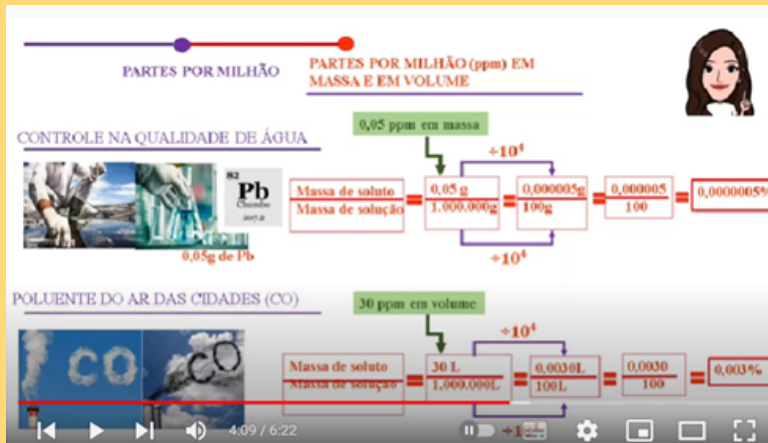 PARTES POR MILHÃO
PARTES POR MILHÃO (ppm) EM
MASSA E EM VOLUME
CONTROLE NA QUALIDADE DE ÁGUA
0,05 ppm em massa
÷10⁴
82
Pb
Chumbo
207.2
0,05g de Pb
Massa de soluto
Massa de solução
=
0,05 g
1.000.000g
=
0,000005g
100g
=
0,000005
100
=
0,0000005%
÷10⁴
POLUENTE DO AR DAS CIDADES (CO)
30 ppm em volume
÷10⁴
CO
CO
Massa de soluto
Massa de solução
=
30 L
1.000.000L
=
0,0030L
100L
=
0,0030
100
=
0,003%
4:09 / 6:22